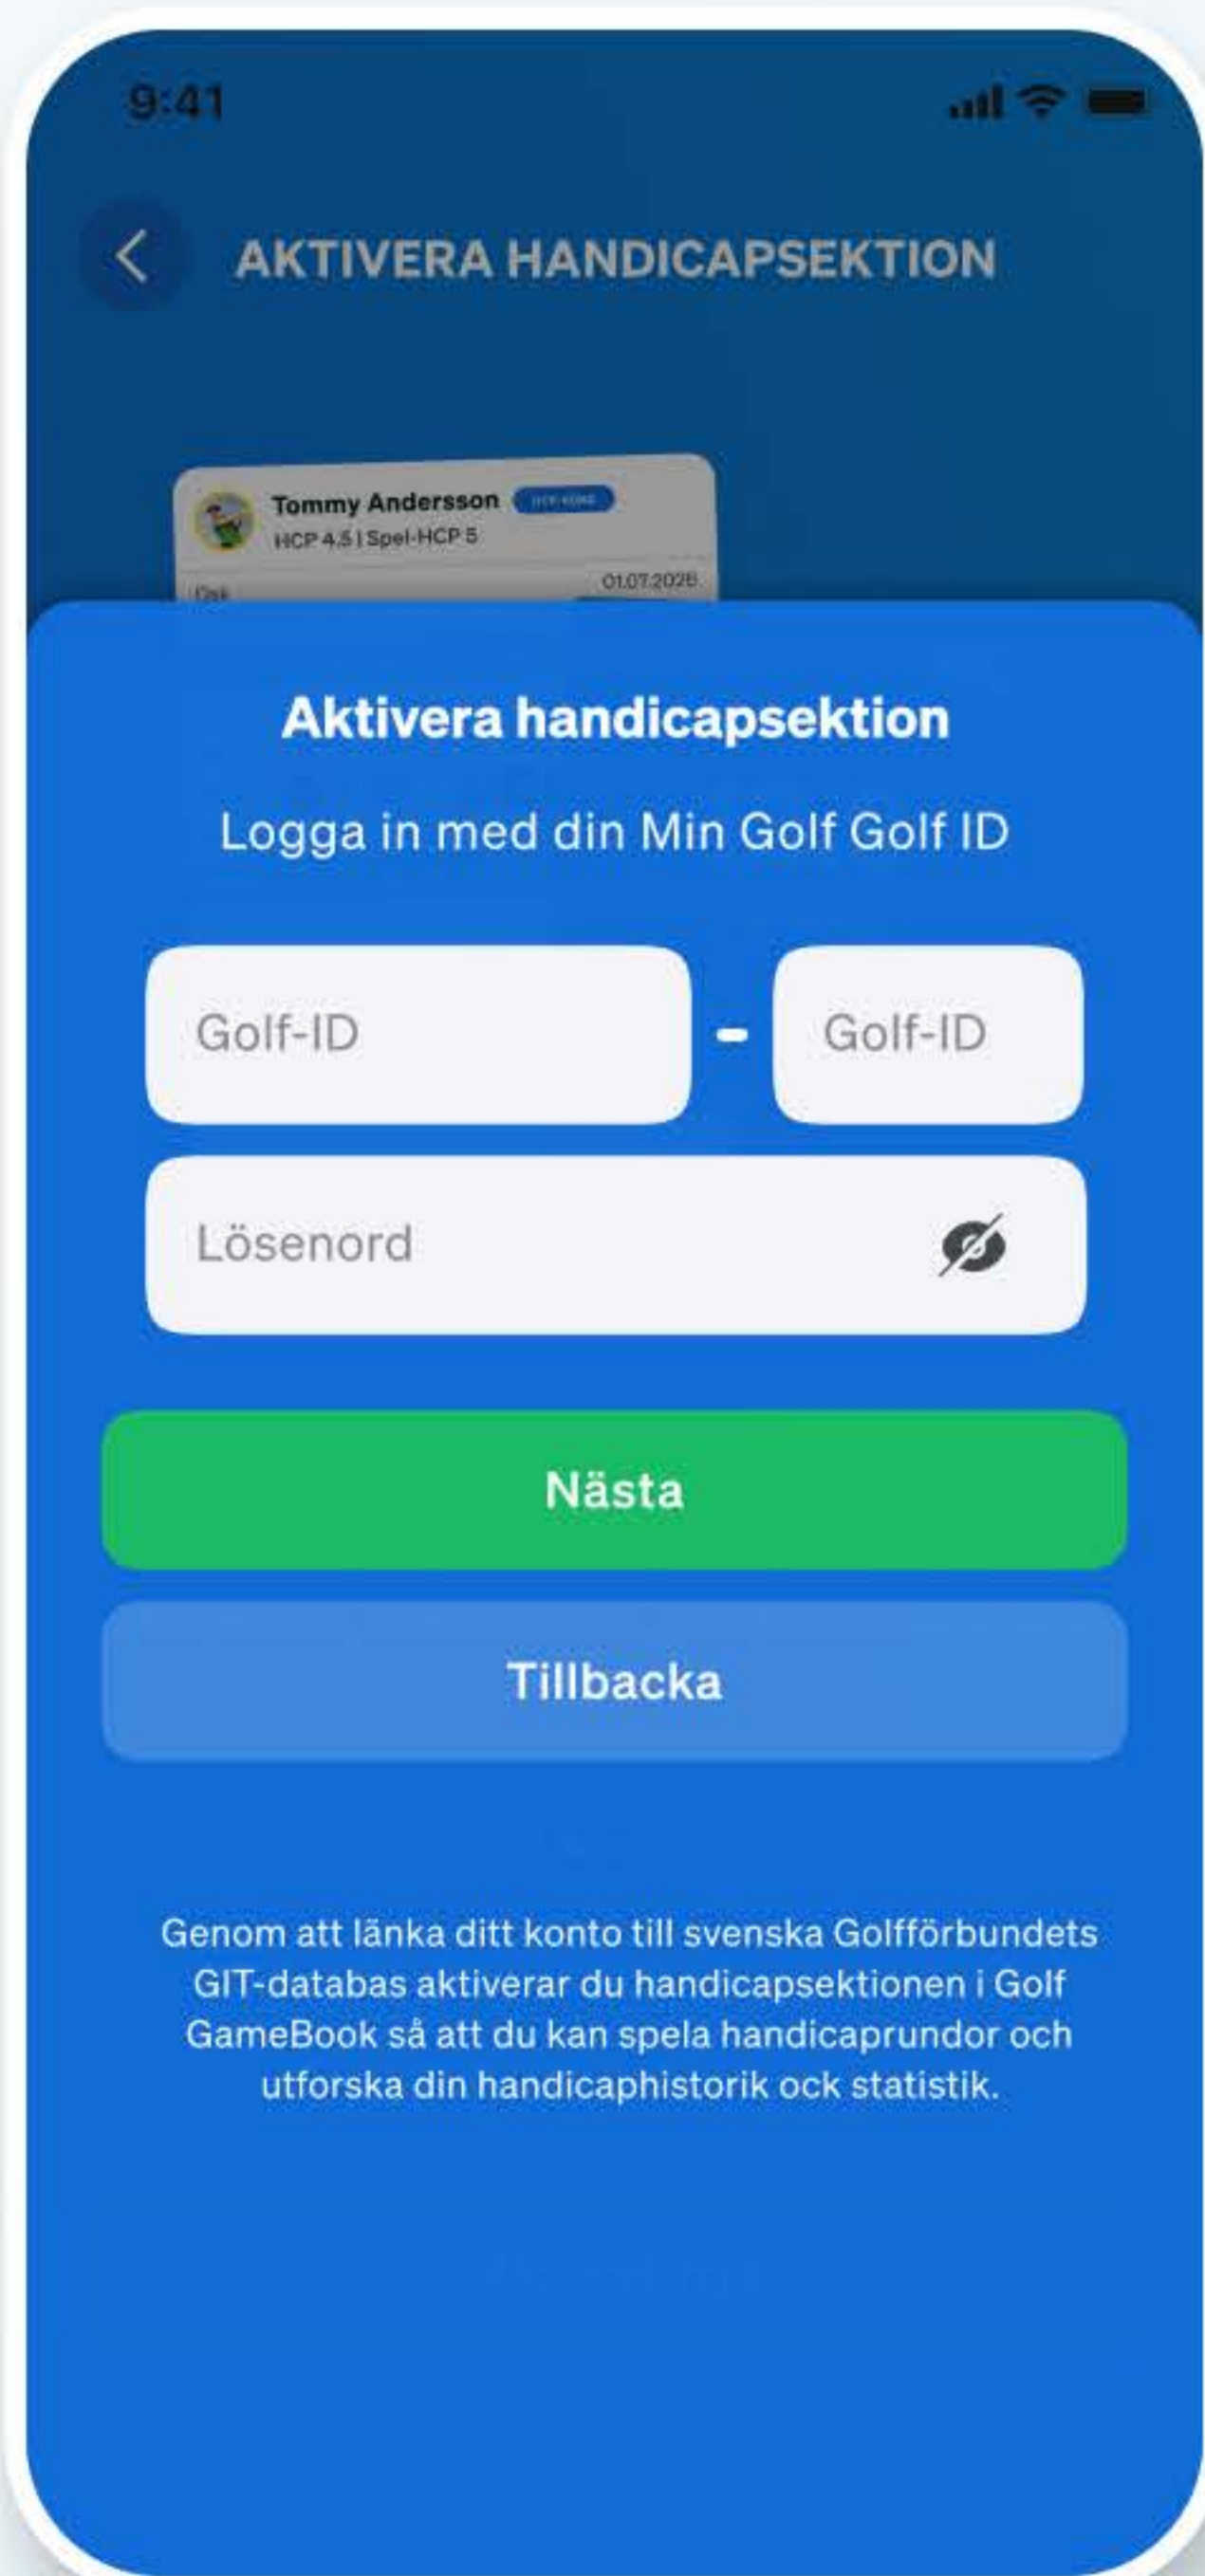 9:41
AKTIVERA HANDICAPSEKTION
Tommy Andersson
HCP 4.5 | Spel-HCP 5
01.07.2026
Aktivera handicapsektion
Logga in med din Min Golf Golf ID
Golf-ID - Golf-ID
Lösenord
Nästa
Tillbacka
Genom att länka ditt konto till svenska Golfförbundets
GIT-databas aktiverar du handicapsektionen i Golf
GameBook så att du kan spela handicaprundor och
utforska din handicaphistorik ock statistik.